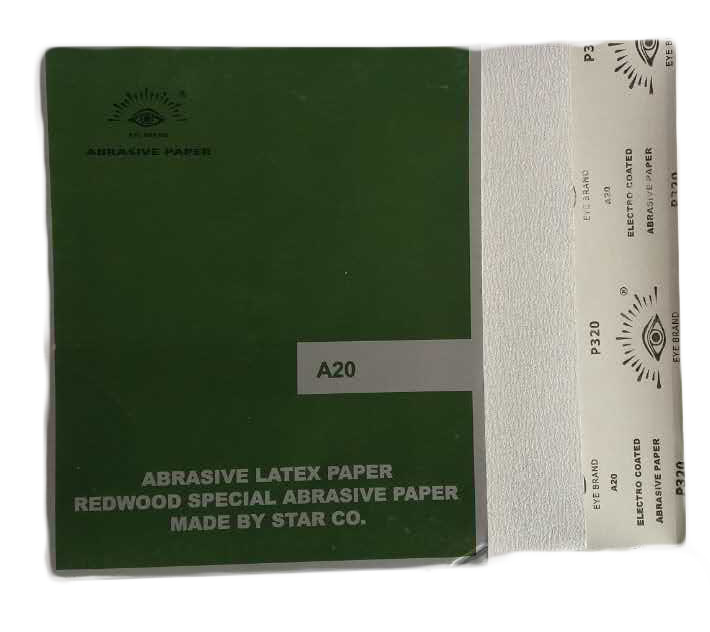 ®
EYE BRAND
ABRASIVE PAPER
A20
ABRASIVE LATEX PAPER
REDWOOD SPECIAL ABRASIVE PAPER
MADE BY STAR CO.
P3
EYE B
EYE BRAND
A20
ELECTRO COATED
ABRASIVE PAPER
P320
®
P320
EYE BRAND
EYE BRAND
A20
ELECTRO COATED
ABRASIVE PAPER
P320